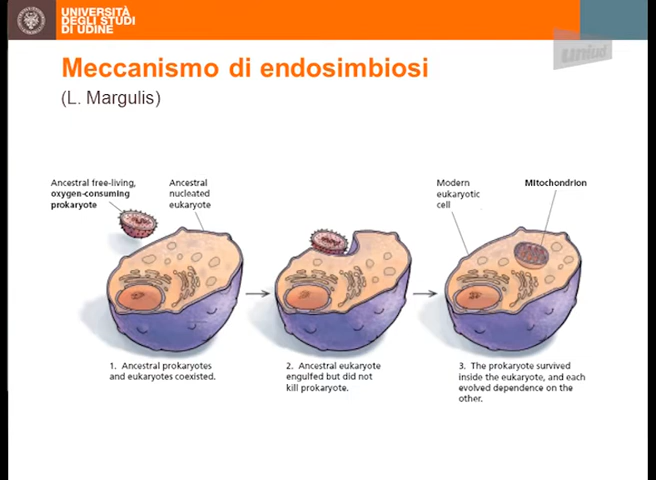 UNIVERSITÀ
DEGLI STUDI
DI UDINE
uniud
Meccanismo di endosimbiosi
(L. Margulis)
Ancestral free-living,
oxygen-consuming
prokaryote
Ancestral
nucleated
eukaryote
Modern
eukaryotic
cell
Mitochondrion
1. Ancestral prokaryotes
and eukaryotes coexisted.
2. Ancestral eukaryote
engulfed but did not
kill prokaryote.
3. The prokaryote survived
inside the eukaryote, and each
evolved dependence on the
other.